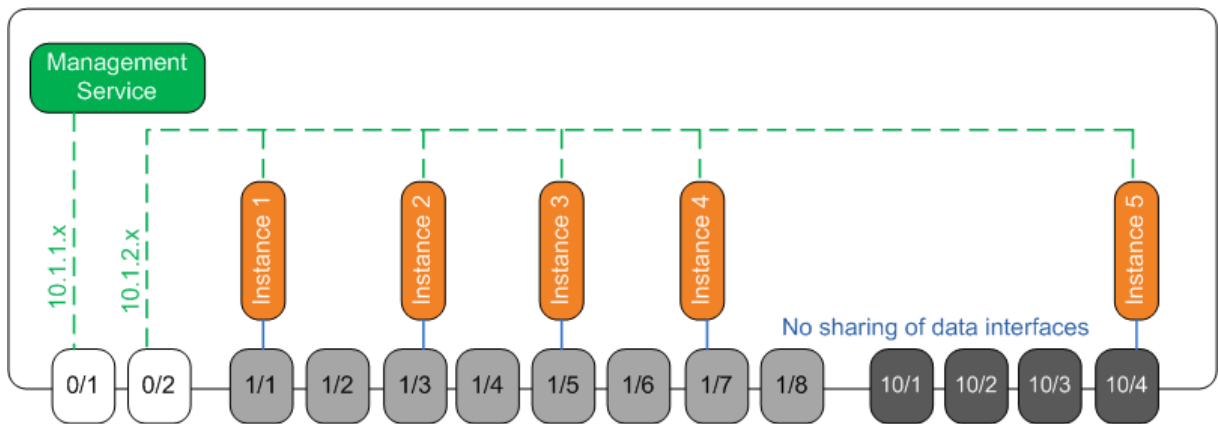 Management
Service
10.1.1.x
10.1.2.x
Instance 1
Instance 2
Instance 3
Instance 4
Instance 5
No sharing of data interfaces
0/1
0/2
1/1
1/2
1/3
1/4
1/5
1/6
1/7
1/8
10/1
10/2
10/3
10/4